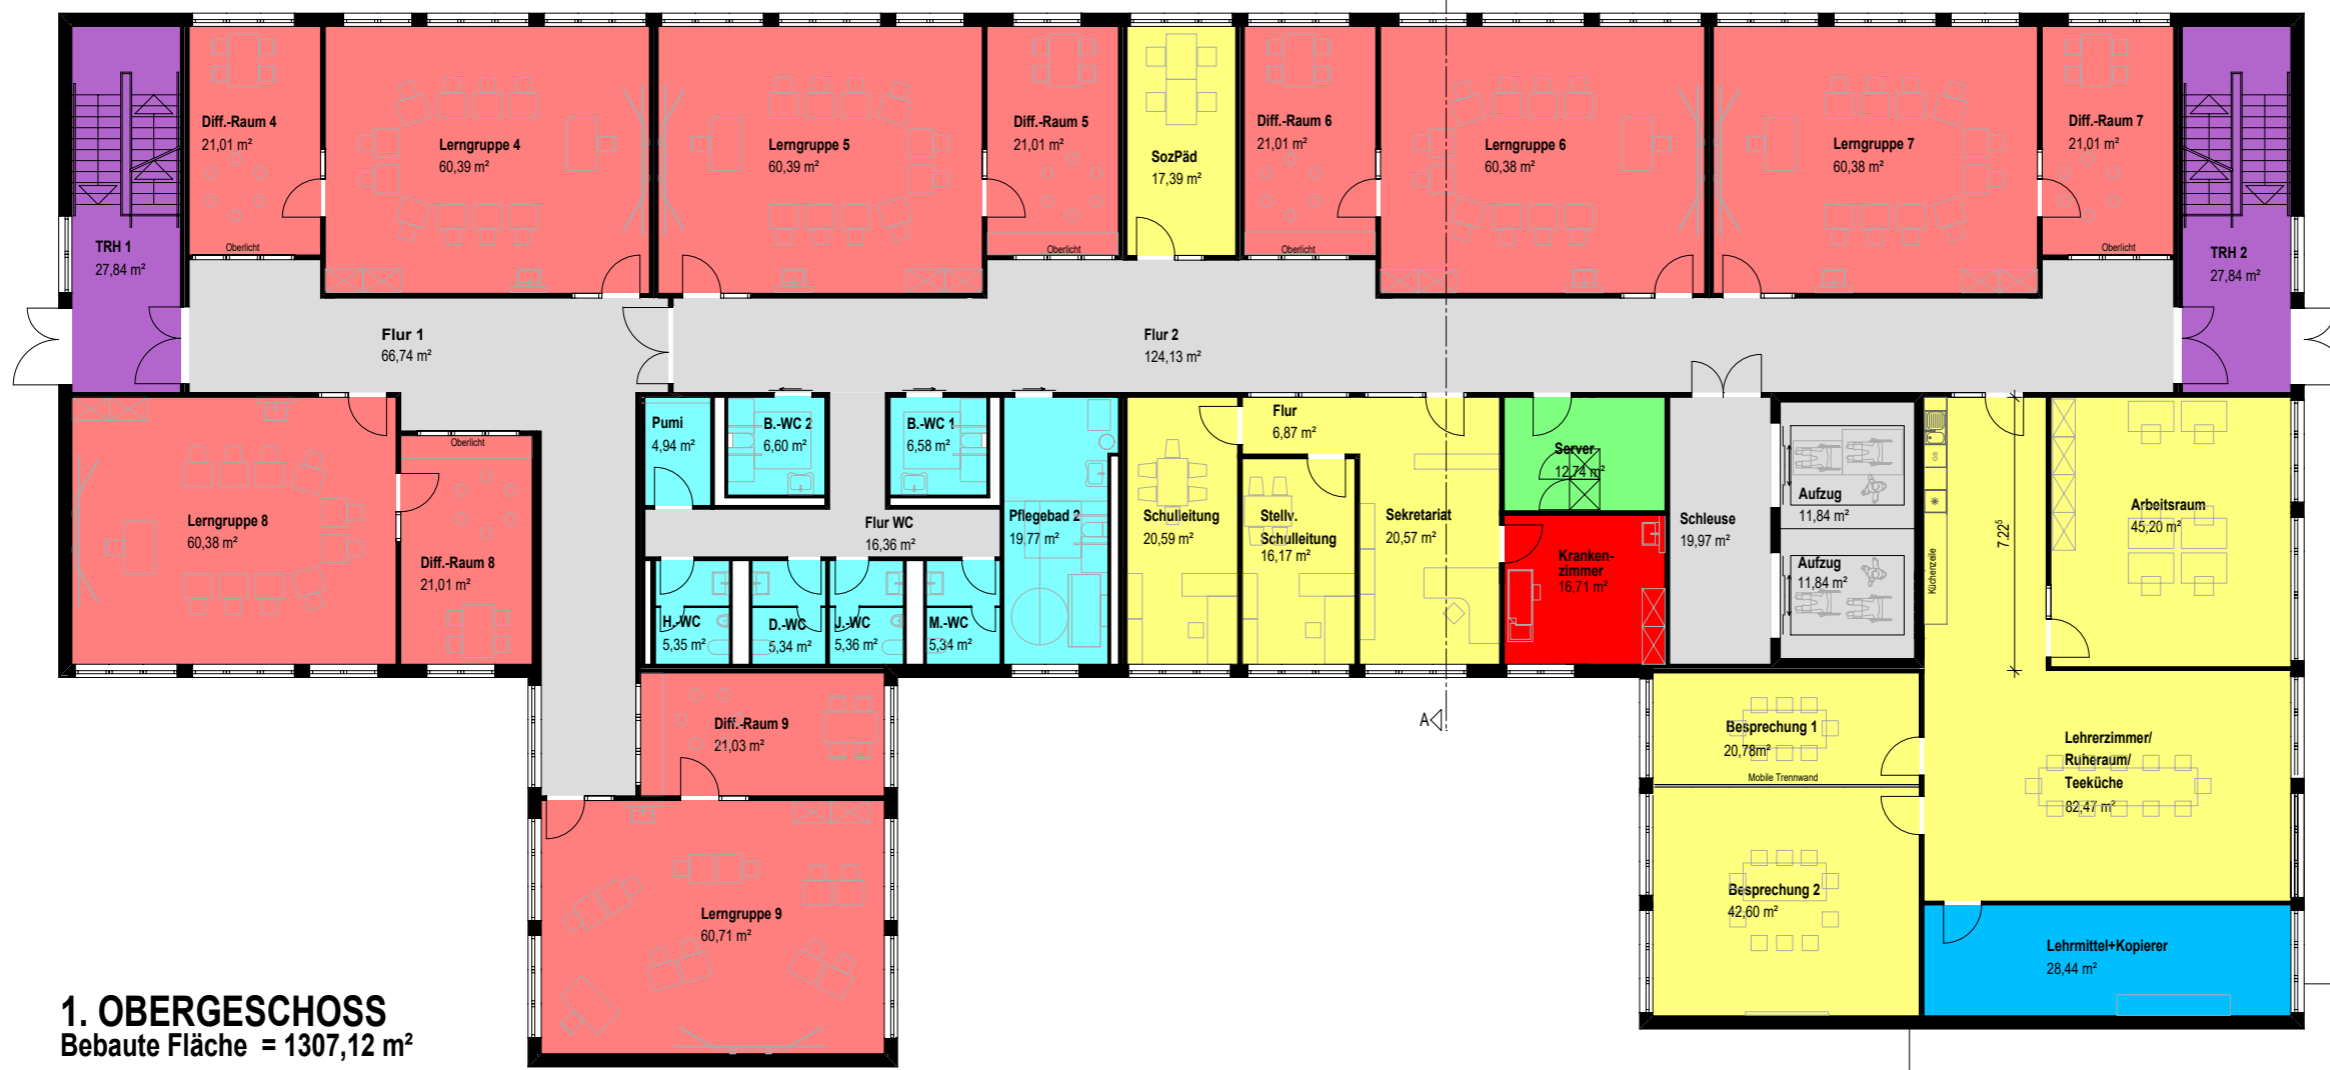 Diff.-Raum 4
21,01 m²
Oberlicht
Lerngruppe 4
60,39 m²
Lerngruppe 5
60,39 m²
Diff.-Raum 5
21,01 m²
Oberlicht
SozPäd
17,39 m²
Diff.-Raum 6
21,01 m²
Oberlicht
Lerngruppe 6
60,38 m²
Lerngruppe 7
60,38 m²
Diff.-Raum 7
21,01 m²
Oberlicht
TRH 1
27,84 m²
TRH 2
27,84 m²
Flur 1
66,74 m²
Flur 2
124,13 m²
Lerngruppe 8
60,38 m²
Oberlicht
Diff.-Raum 8
21,01 m²
Pumi
4,94 m²
B.-WC 2
6,60 m²
B.-WC 1
6,58 m²
Flur WC
16,36 m²
H.-WC
5,35 m²
D.-WC
5,34 m²
J.-WC
5,36 m²
M.-WC
5,34 m²
Pflegebad 2
19,77 m²
Schulleitung
20,59 m²
Flur
6,87 m²
Stellv.
Schulleitung
16,17 m²
Sekretariat
20,57 m²
Server
12,74 m²
Kranken-
zimmer
16,71 m²
Schleuse
19,97 m²
Aufzug
11,84 m²
Aufzug
11,84 m²
Küchenzeile
7.22⁵
Arbeitsraum
45,20 m²
Diff.-Raum 9
21,03 m²
A
Besprechung 1
20,78m²
Mobile Trennwand
Lehrerzimmer/
Ruheraum/
Teeküche
82,47 m²
Besprechung 2
42,60 m²
Lerngruppe 9
60,71 m²
Lehrmittel+Kopierer
28,44 m²
1. OBERGESCHOSS
Bebaute Fläche = 1307,12 m²